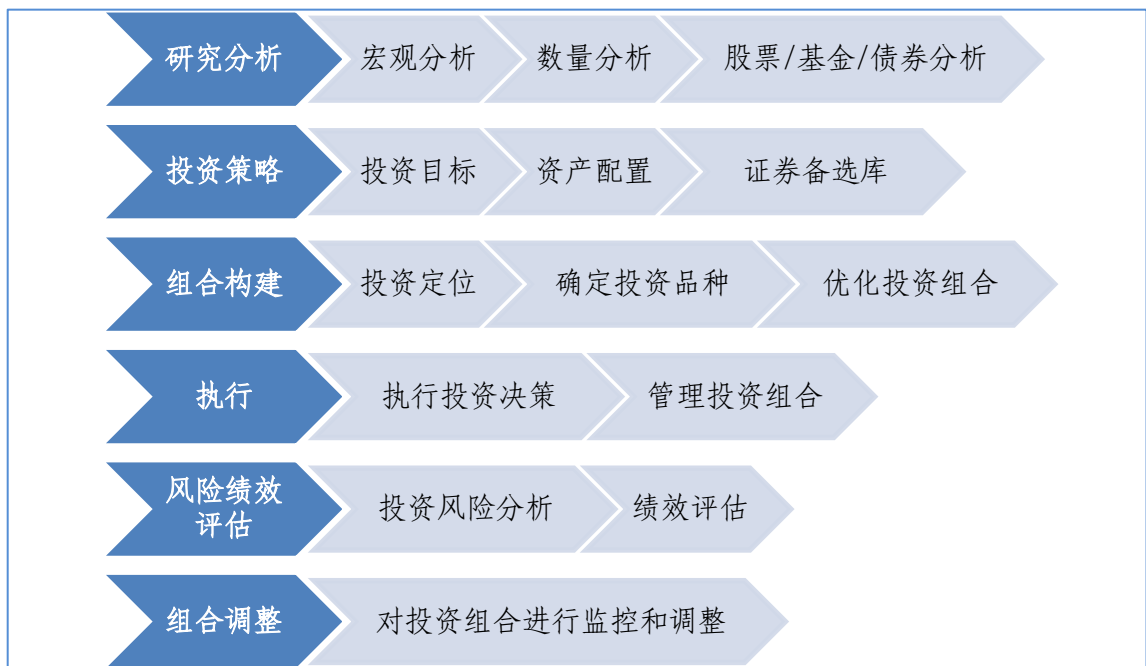 研究分析 宏观分析 数量分析 股票/基金/债券分析
投资策略 投资目标 资产配置 证券备选库
组合构建 投资定位 确定投资品种 优化投资组合
执行 执行投资决策 管理投资组合
风险绩效
评估 投资风险分析 绩效评估
组合调整 对投资组合进行监控和调整